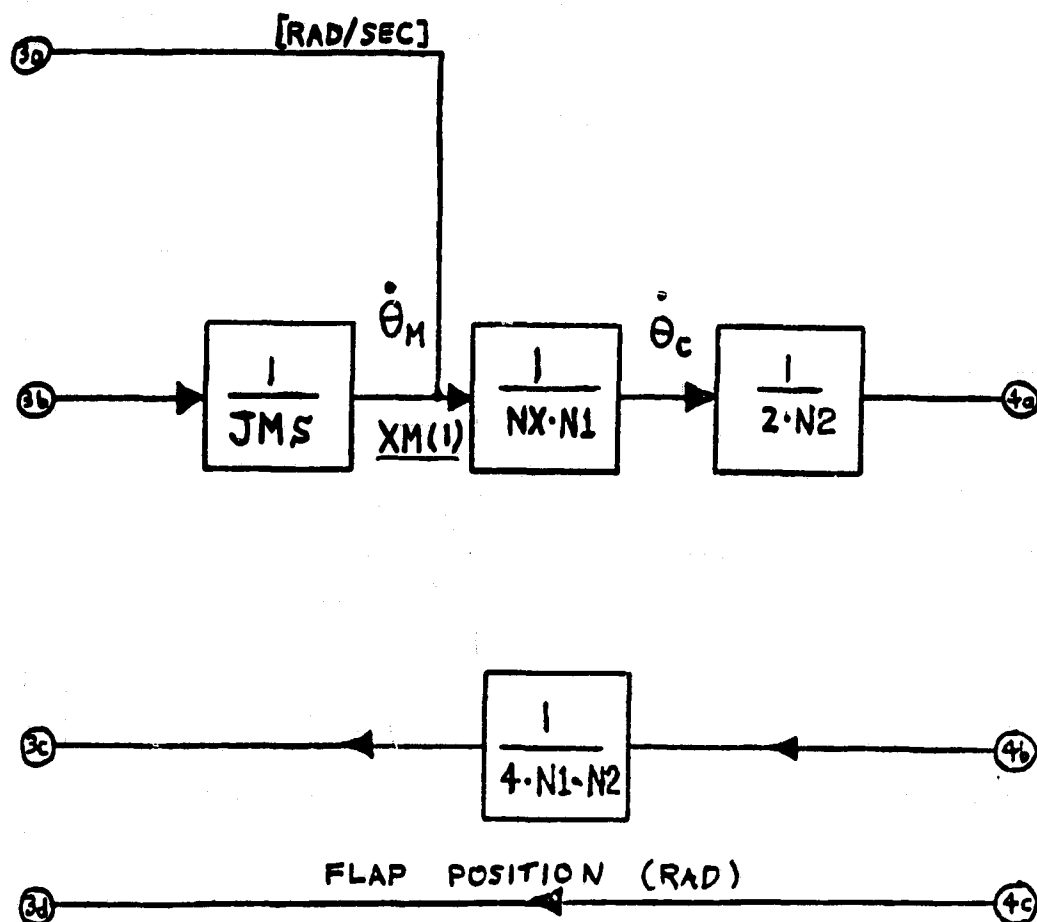 [RAD/SEC]
3a
θ̇M
θ̇c
3b
1
JMS
XM(1)
1
NX·N1
1
2·N2
4a
3c
1
4·N1·N2
4b
FLAP POSITION (RAD)
3d
4c